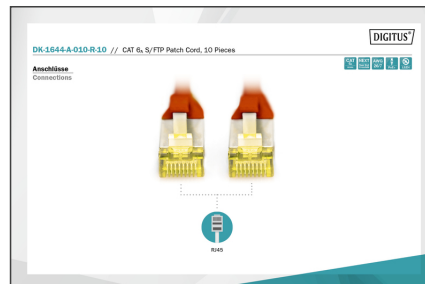 DIGITUS®
DK-1644-A-010-R-10 // CAT 6A S/FTP Patch Cord, 10 Pieces
Anschlüsse
Connections
RJ45